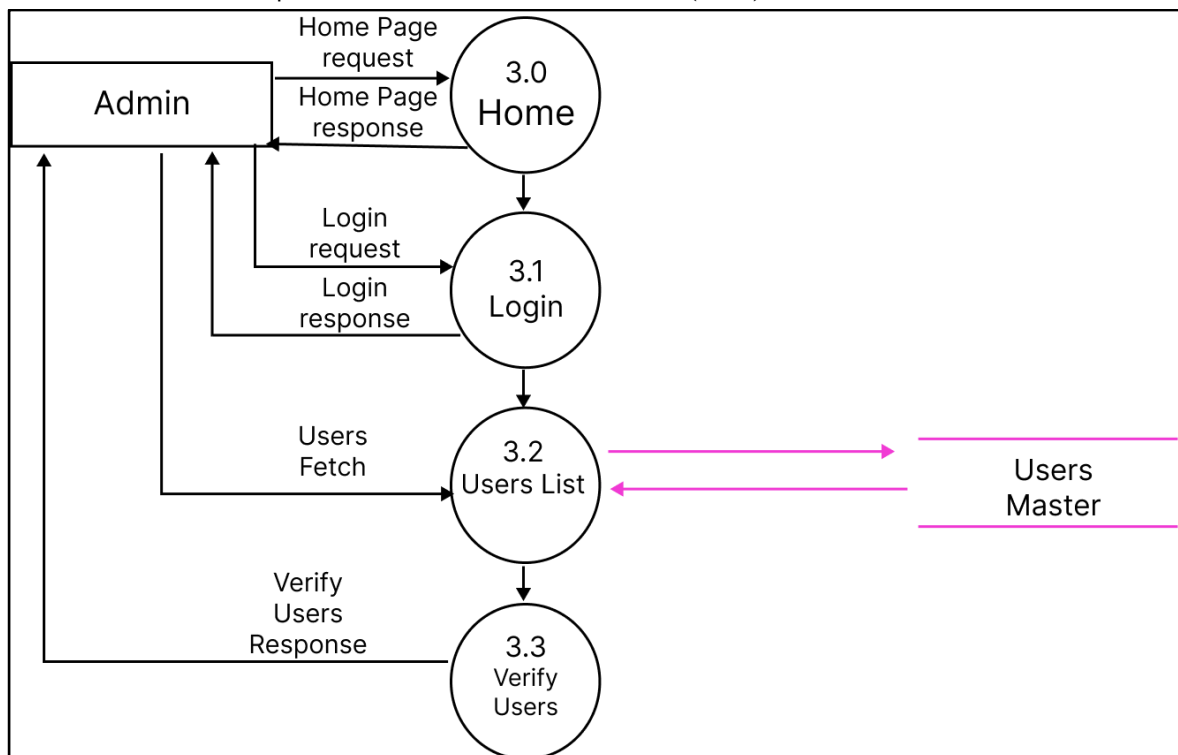 Home Page
request
3.0
Home
Admin
Home Page
response
Login
request
3.1
Login
Login
response
Users
Fetch
3.2
Users List
Users
Master
Verify
Users
Response
3.3
Verify
Users